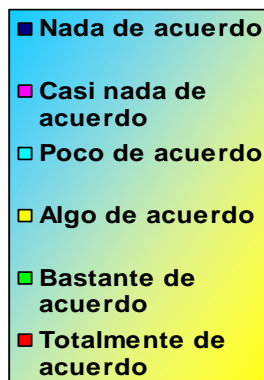 Nada de acuerdo
Casi nada de
acuerdo
Poco de acuerdo
Algo de acuerdo
Bastante de
acuerdo
Totalmente de
acuerdo